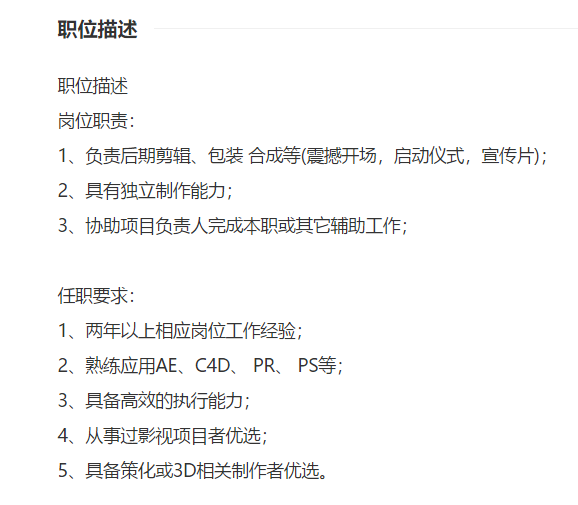 职位描述
职位描述
岗位职责：
1、负责后期剪辑、包装 合成等(震撼开场，启动仪式，宣传片)；
2、具有独立制作能力；
3、协助项目负责人完成本职或其它辅助工作；
任职要求：
1、两年以上相应岗位工作经验；
2、熟练应用AE、C4D、 PR、 PS等；
3、具备高效的执行能力；
4、从事过影视项目者优选；
5、具备策化或3D相关制作者优选。